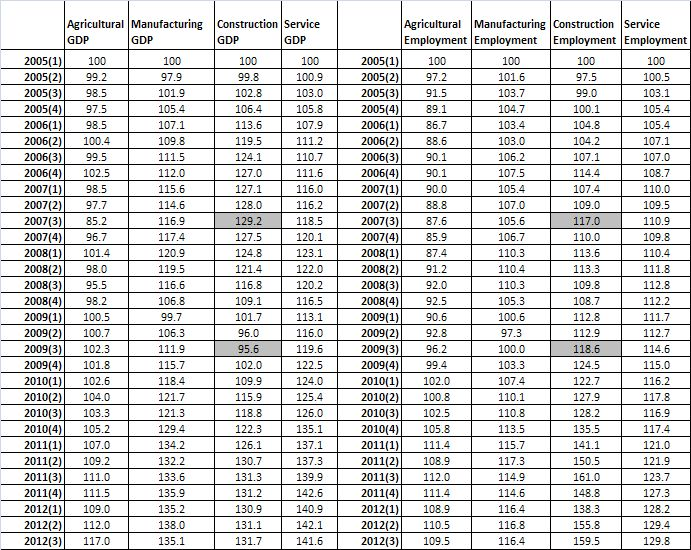 Agricultural GDP Manufacturing GDP Construction GDP Service GDP Agricultural Employment Manufacturing Employment Construction Employment Service Employment
2005(1) 100 100 100 100 2005(1) 100 100 100 100
2005(2) 99.2 97.9 99.8 100.9 2005(2) 97.2 101.6 97.5 100.5
2005(3) 98.5 101.9 102.8 103.0 2005(3) 91.5 103.7 99.0 103.1
2005(4) 97.5 105.4 106.4 105.8 2005(4) 89.1 104.7 100.1 105.4
2006(1) 98.5 107.1 113.6 107.9 2006(1) 86.7 103.4 104.8 105.4
2006(2) 100.4 109.8 119.5 111.2 2006(2) 88.6 103.0 104.2 107.1
2006(3) 99.5 111.5 124.1 110.7 2006(3) 90.1 106.2 107.1 107.0
2006(4) 102.5 112.0 127.0 111.6 2006(4) 90.1 107.5 114.4 108.7
2007(1) 98.5 115.6 127.1 116.0 2007(1) 90.0 105.4 107.4 110.0
2007(2) 97.7 114.6 128.0 116.2 2007(2) 88.8 107.0 109.0 109.5
2007(3) 85.2 116.9 129.2 118.5 2007(3) 87.6 105.6 117.0 110.9
2007(4) 96.7 117.4 127.5 120.1 2007(4) 85.9 106.7 110.0 109.8
2008(1) 101.4 120.9 124.8 123.1 2008(1) 87.4 110.3 113.6 110.4
2008(2) 98.0 119.5 121.4 122.0 2008(2) 91.2 110.4 113.3 111.8
2008(3) 95.5 116.6 116.8 120.2 2008(3) 92.0 110.3 109.8 112.8
2008(4) 98.2 106.8 109.1 116.5 2008(4) 92.5 105.3 108.7 112.2
2009(1) 100.5 99.7 101.7 113.1 2009(1) 90.6 100.6 112.8 111.7
2009(2) 100.7 106.3 96.0 116.0 2009(2) 92.8 97.3 112.9 112.7
2009(3) 102.3 111.9 95.6 119.6 2009(3) 96.2 100.0 118.6 114.6
2009(4) 101.8 115.7 102.0 122.5 2009(4) 99.4 103.3 124.5 115.0
2010(1) 102.6 118.4 109.9 124.0 2010(1) 102.0 107.4 122.7 116.2
2010(2) 104.0 121.7 115.9 125.4 2010(2) 100.8 110.1 127.9 117.8
2010(3) 103.3 121.3 118.8 126.0 2010(3) 102.5 110.8 128.2 116.9
2010(4) 105.2 129.4 122.3 135.1 2010(4) 105.8 113.5 135.5 117.4
2011(1) 107.0 134.2 126.1 137.1 2011(1) 111.4 115.7 141.1 121.0
2011(2) 109.2 132.2 130.7 137.3 2011(2) 108.9 117.3 150.5 121.9
2011(3) 111.0 133.6 131.3 139.9 2011(3) 112.0 114.9 161.0 123.7
2011(4) 111.5 135.9 131.2 142.6 2011(4) 111.4 114.6 148.8 127.3
2012(1) 109.0 135.2 130.9 140.9 2012(1) 108.9 116.4 138.3 128.2
2012(2) 112.0 138.0 131.1 142.1 2012(2) 110.5 116.8 155.8 129.4
2012(3) 117.0 135.1 131.7 141.6 2012(3) 109.5 116.4 159.5 129.8